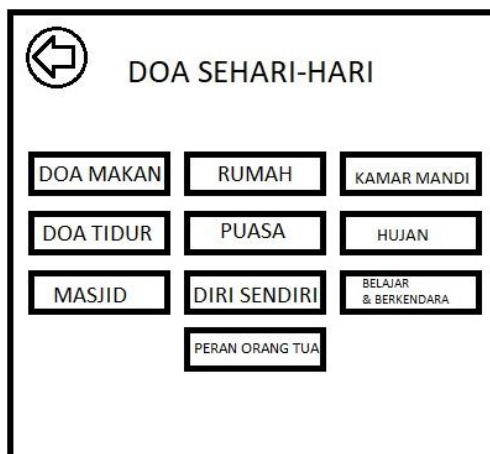 DOA SEHARI-HARI
DOA MAKAN
RUMAH
KAMAR MANDI
DOA TIDUR
PUASA
HUJAN
MASJID
DIRI SENDIRI
BELAJAR
& BERKENDARA
PERAN ORANG TUA